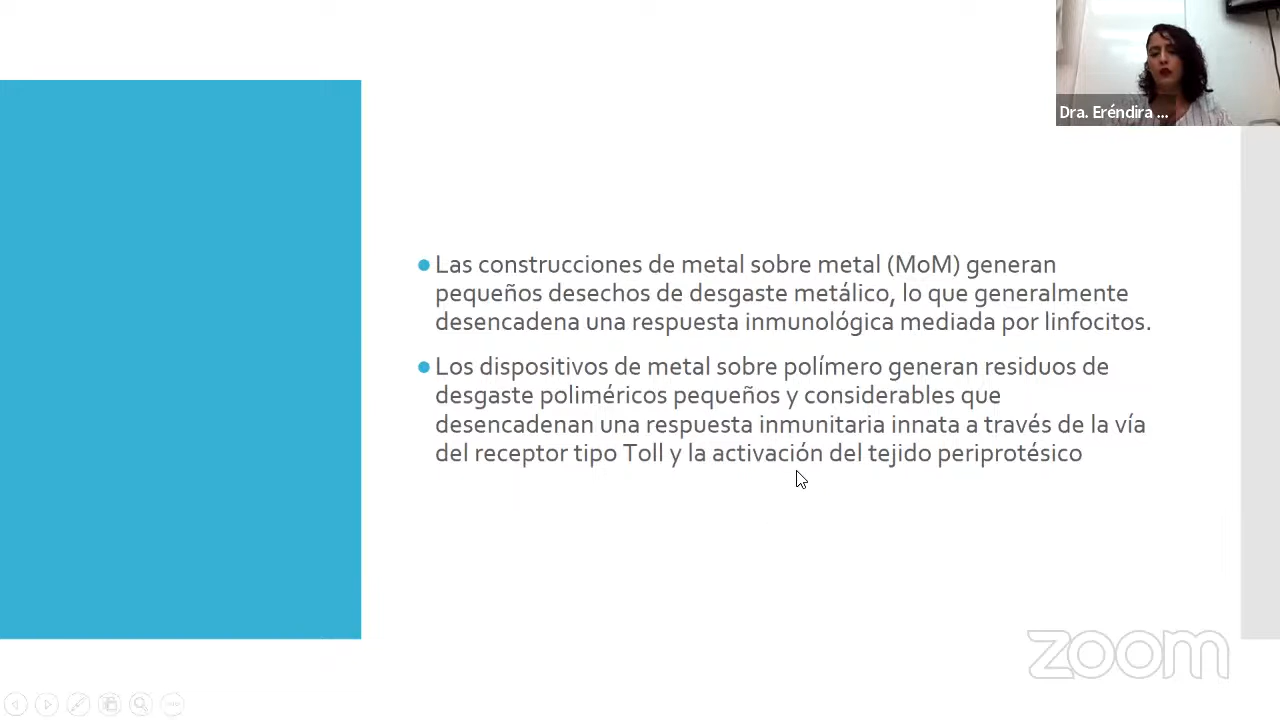 Dra. Eréndira ...
Las construcciones de metal sobre metal (MoM) generan
pequeños desechos de desgaste metálico, lo que generalmente
desencadena una respuesta inmunológica mediada por linfocitos.
Los dispositivos de metal sobre polímero generan residuos de
desgaste poliméricos pequeños y considerables que
desencadenan una respuesta inmunitaria innata a través de la vía
del receptor tipo Toll y la activación del tejido periprotésico
zoom